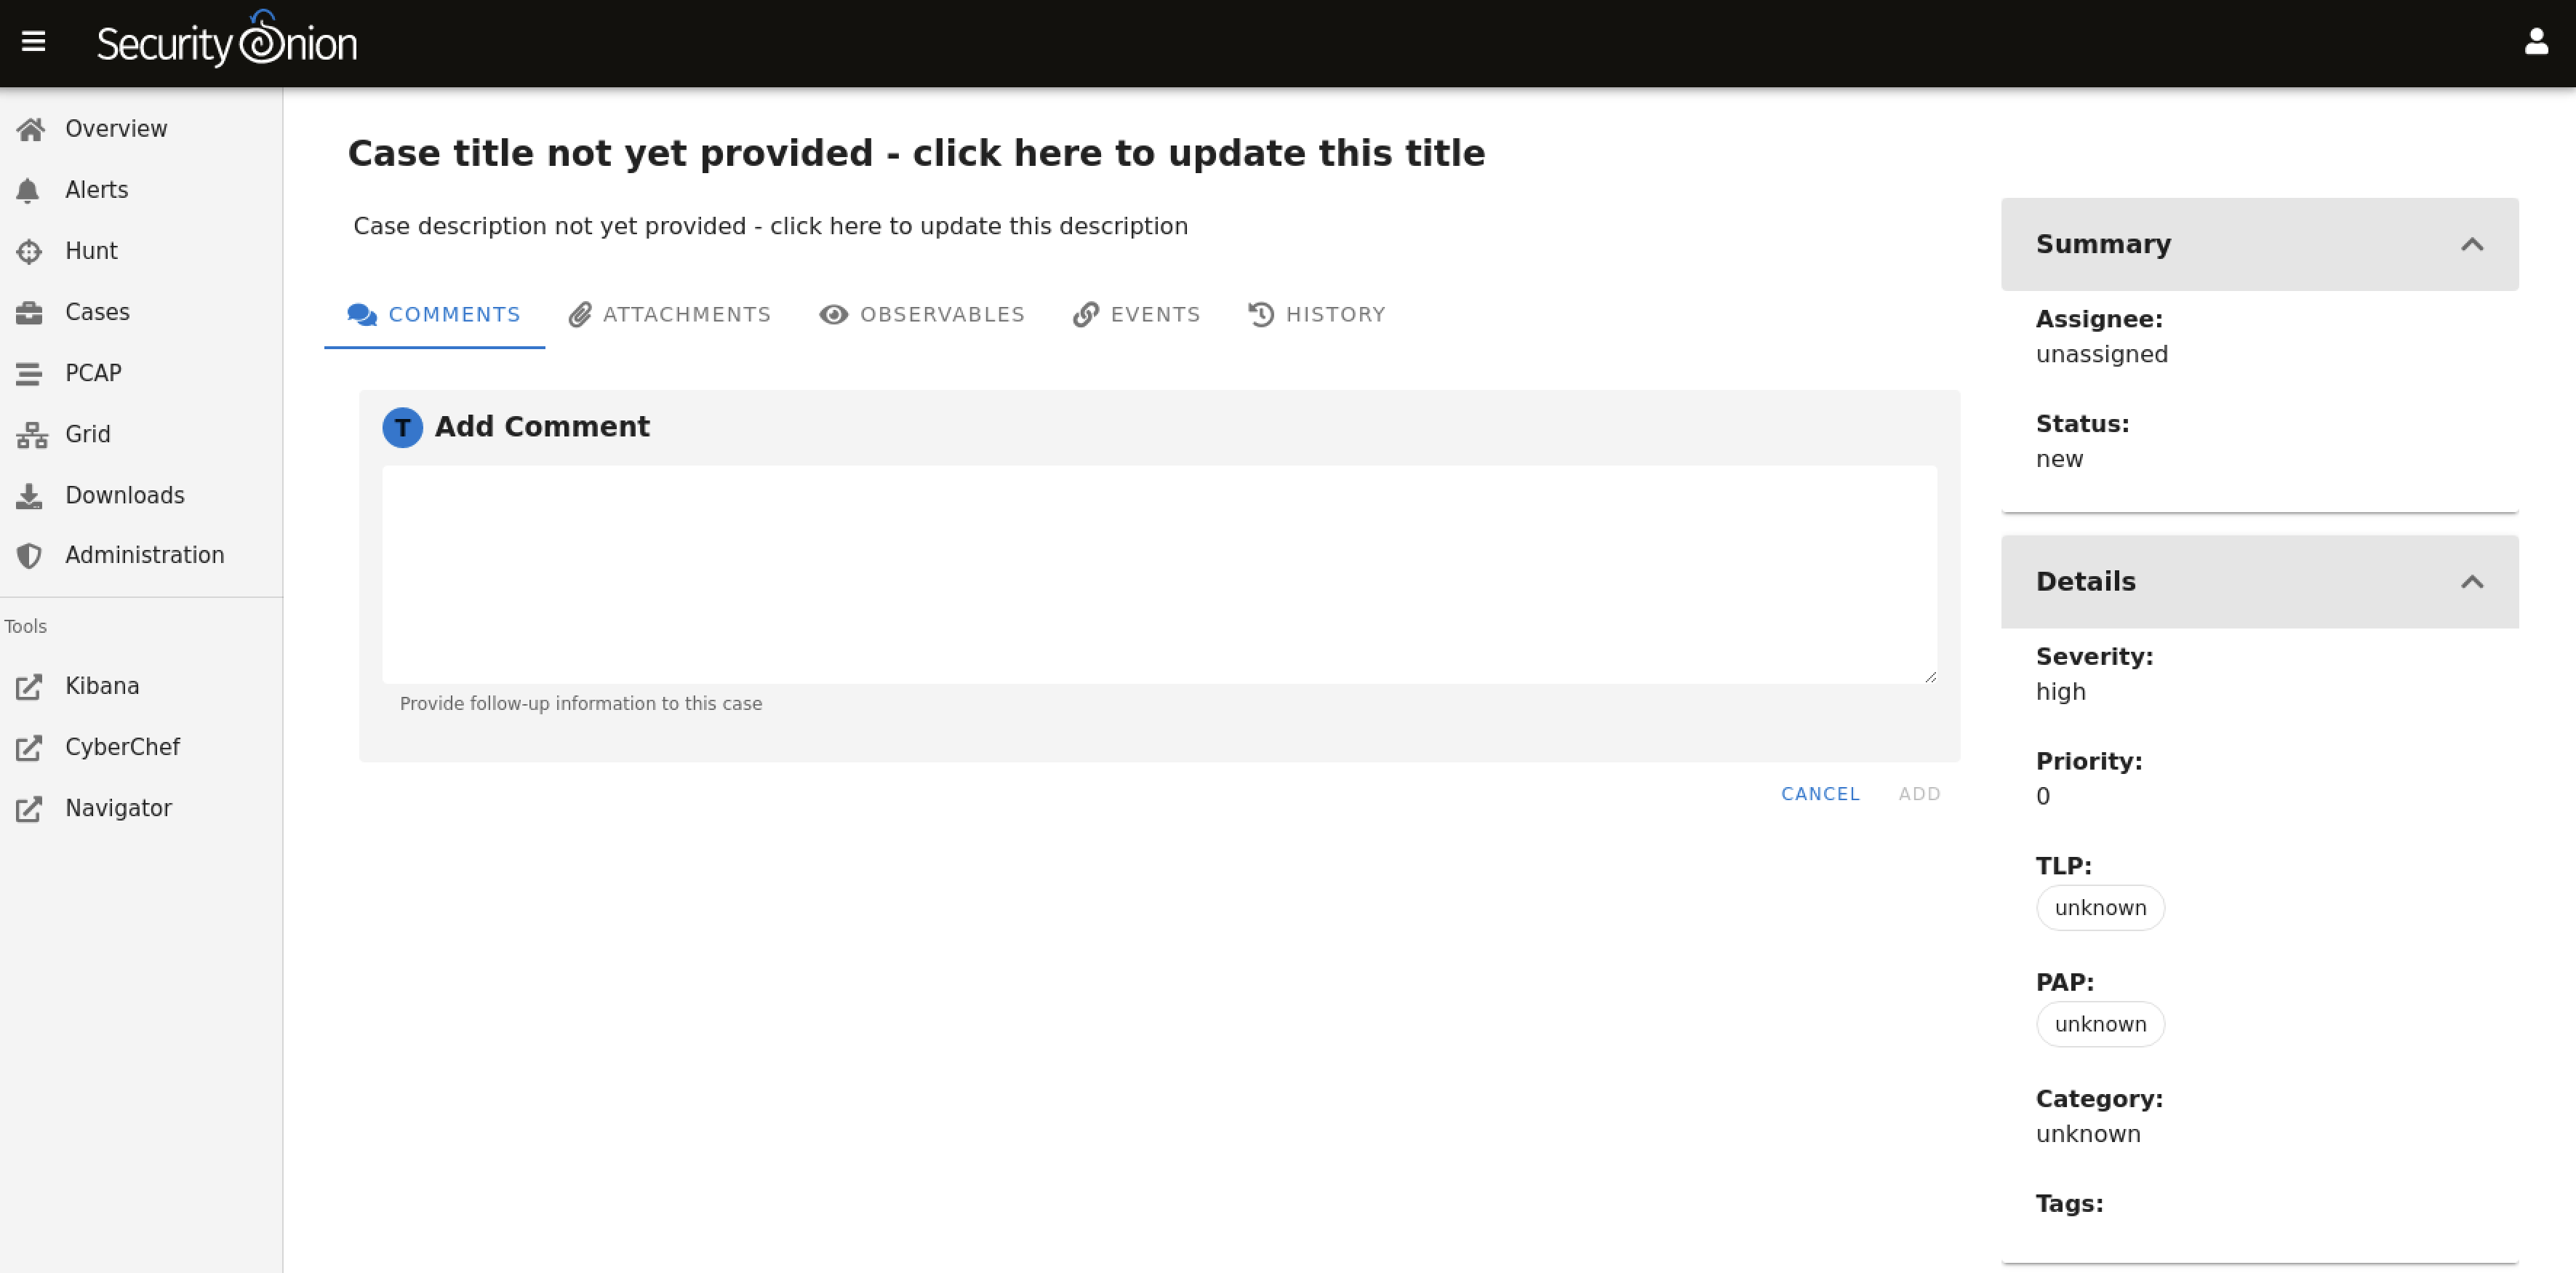 Security Onion
Overview
Alerts
Hunt
Cases
PCAP
Grid
Downloads
Administration
Tools
Kibana
CyberChef
Navigator
Case title not yet provided - click here to update this title
Case description not yet provided - click here to update this description
COMMENTS ATTACHMENTS OBSERVABLES EVENTS HISTORY
T Add Comment
Provide follow-up information to this case
CANCEL ADD
Summary
Assignee:
unassigned
Status:
new
Details
Severity:
high
Priority:
0
TLP:
unknown
PAP:
unknown
Category:
unknown
Tags: